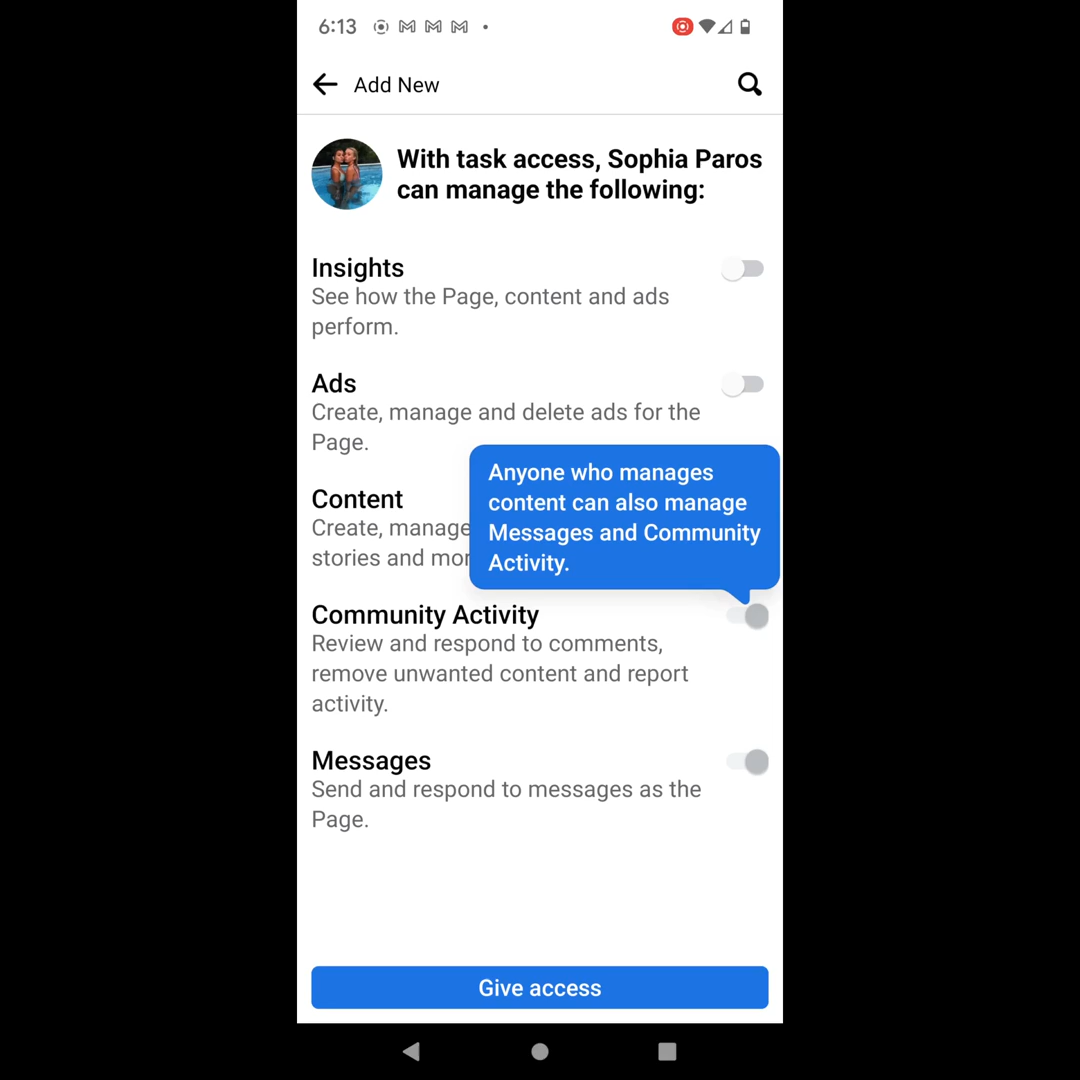 6:13
Add New
With task access, Sophia Paros
can manage the following:
Insights
See how the Page, content and ads
perform.
Ads
Create, manage and delete ads for the
Page.
Anyone who manages
content can also manage
Messages and Community
Activity.
Content
Create, manage
stories and
Community Activity
Review and respond to comments,
remove unwanted content and report
activity.
Messages
Send and respond to messages as the
Page.
Give access